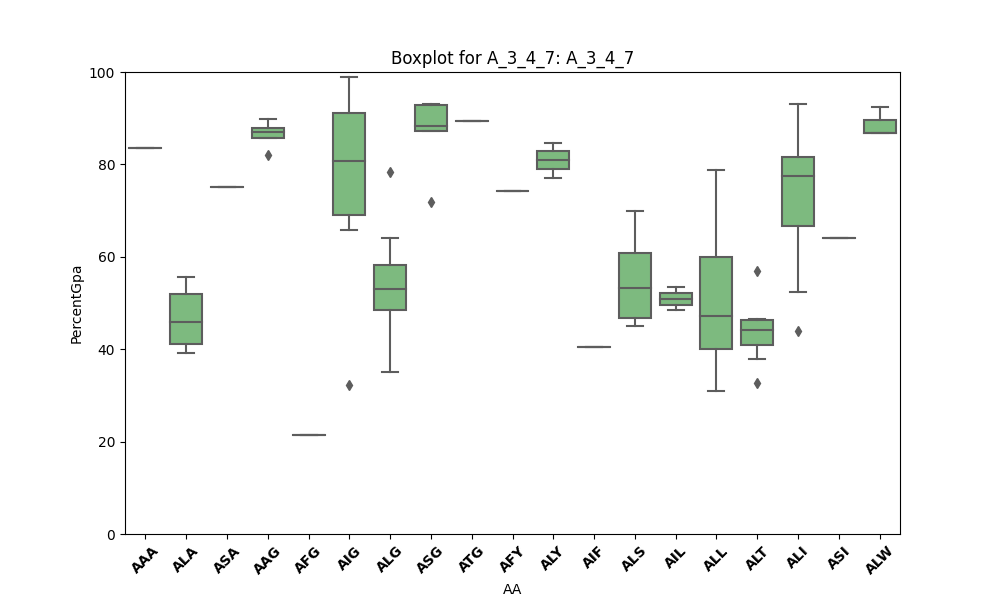 Boxplot for A_3_4_7: A_3_4_7
PercentGpa
100
80
60
40
20
0
AAA ALA ASA AAG AFG AIG ALG ASG ATG AFY ALY AIF ALS AIL ALL ALT ALI ASI ALW
AA